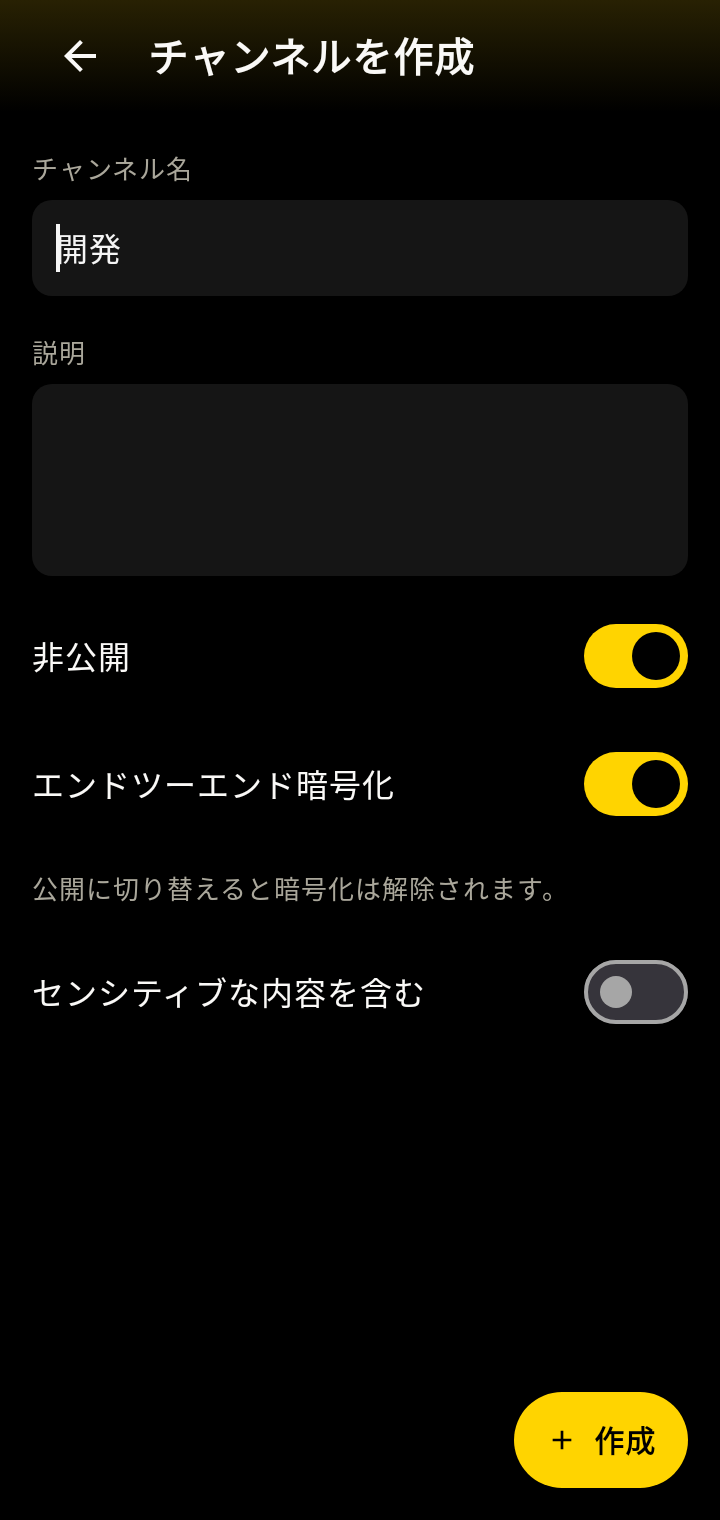 チャンネルを作成
チャンネル名
開発
説明
非公開
エンドツーエンド暗号化
公開に切り替えると暗号化は解除されます。
センシティブな内容を含む
+ 作成